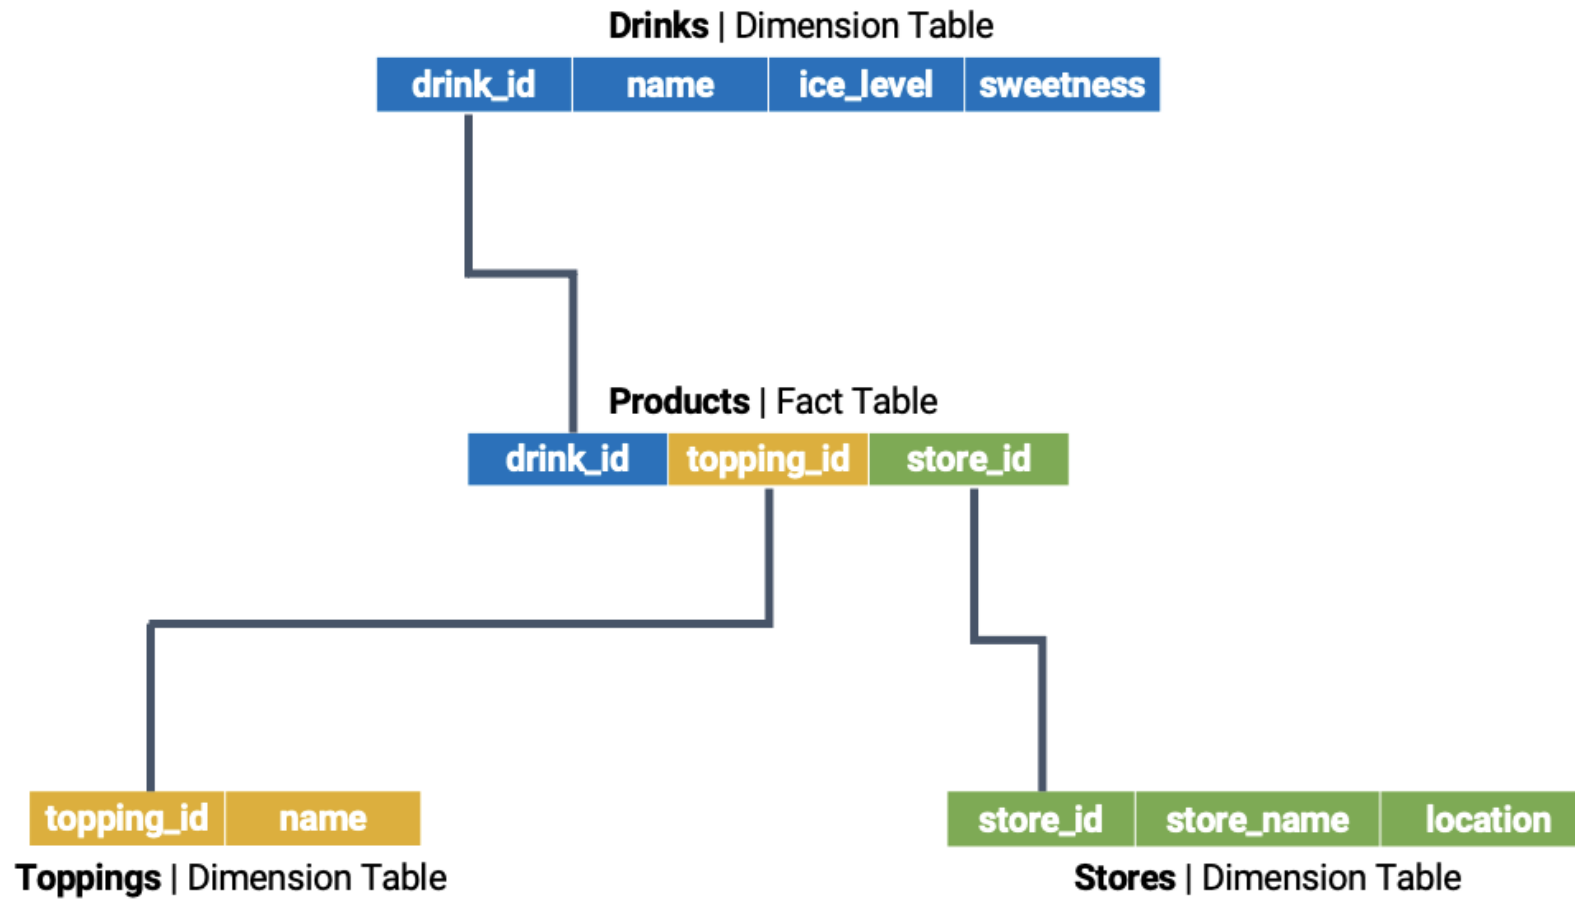 Drinks | Dimension Table
drink_id name ice_level sweetness
Products | Fact Table
drink_id topping_id store_id
topping_id name
Toppings | Dimension Table
store_id store_name location
Stores | Dimension Table